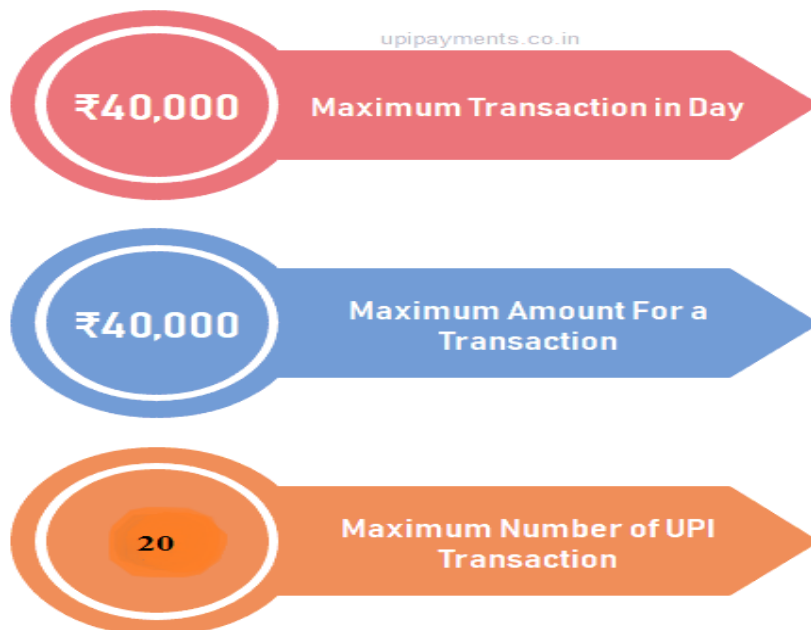 upipayments.co.in
₹40,000
Maximum Transaction in Day
₹40,000
Maximum Amount For a
Transaction
20
Maximum Number of UPI
Transaction